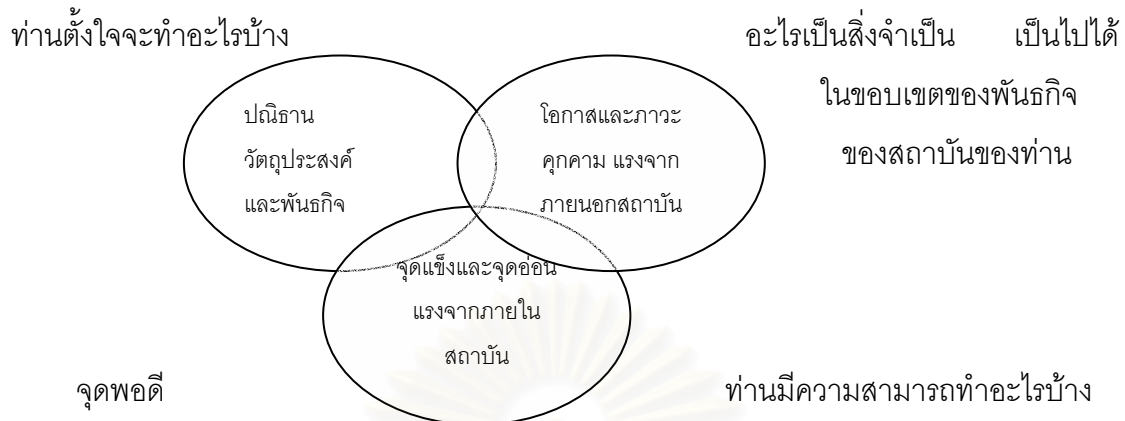 ท่านตั้งใจจะทำอะไรบ้าง
อะไรเป็นสิ่งจำเป็น เป็นไปได้
ในขอบเขตของพันธกิจ
ของสถาบันของท่าน
ปณิธาน
วัตถุประสงค์
และพันธกิจ
โอกาสและภาวะ
คุกคาม แรงจาก
ภายนอกสถาบัน
จุดแข็งและจุดอ่อน
แรงจากภายใน
สถาบัน
จุดพอดี
ท่านมีความสามารถทำอะไรบ้าง